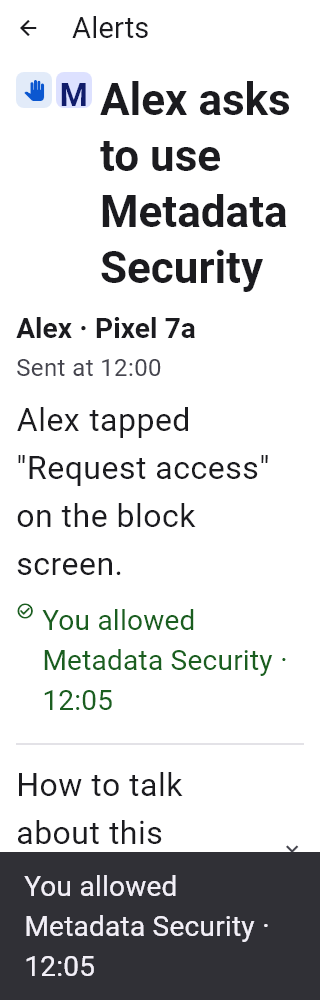 Alerts
M
Alex asks
to use
Metadata
Security
Alex · Pixel 7a
Sent at 12:00
Alex tapped
"Request access"
on the block
screen.
You allowed
Metadata Security ·
12:05
How to talk
about this
You allowed
Metadata Security ·
12:05